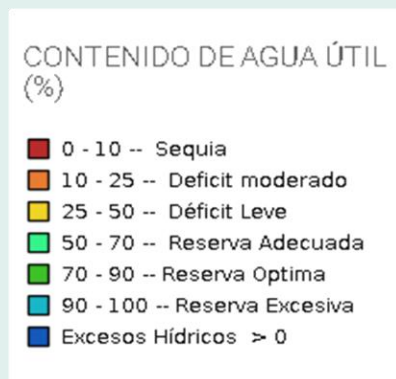 CONTENIDO DE AGUA ÚTIL
(%)
0 - 10 -- Sequia
10 - 25 -- Deficit moderado
25 - 50 -- Déficit Leve
50 - 70 -- Reserva Adecuada
70 - 90 -- Reserva Optima
90 - 100 -- Reserva Excesiva
Excesos Hídricos > 0